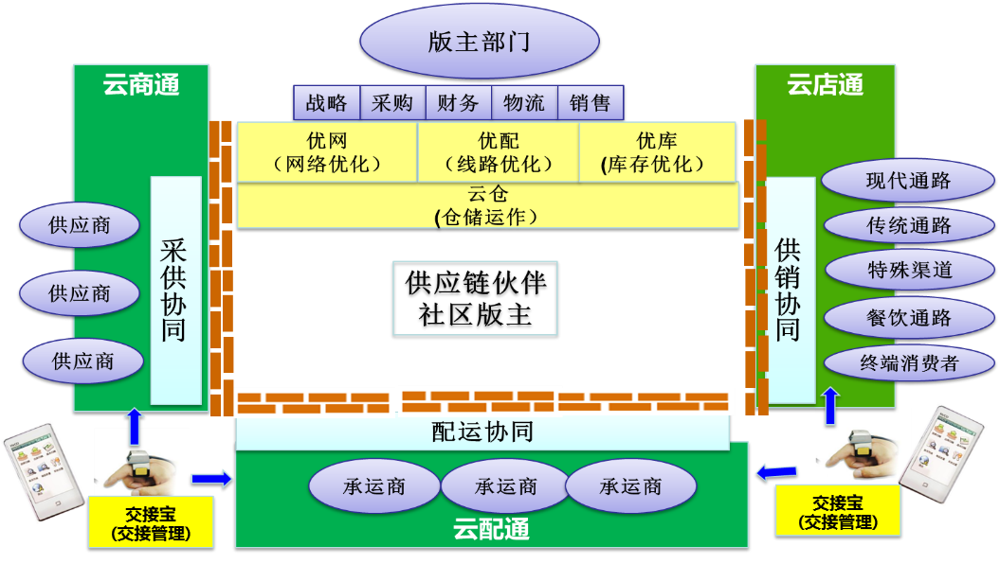 版主部门
云商通
云店通
战略
采购
财务
物流
销售
优网
（网络优化）
优配
（线路优化）
优库
(库存优化）
云仓
(仓储运作）
供应商
供应商
供应商
采供协同
供应链伙伴
社区版主
供销协同
现代通路
传统通路
特殊渠道
餐饮通路
终端消费者
配运协同
承运商
承运商
承运商
云配通
交接宝
(交接管理)
交接宝
(交接管理)